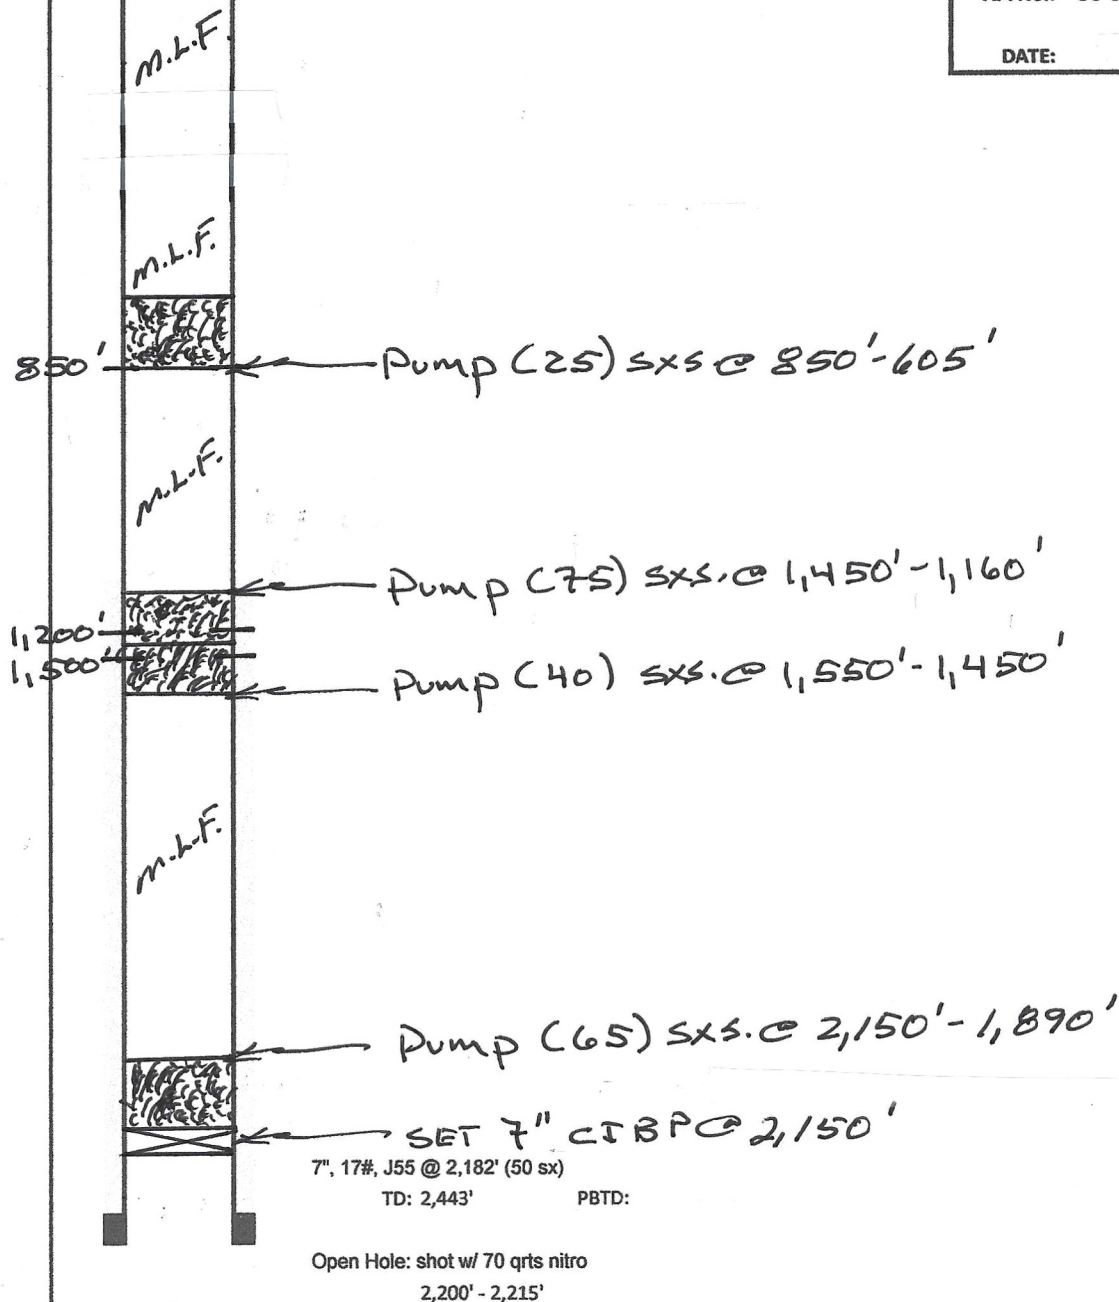 DATE:
M.L.F.
M.L.F.
850'
Pump (25) SXS @ 850'-605'
M.L.F.
Pump (75) SXS. @ 1,450'-1,160'
1,200'
1,500'
Pump (40) SXS. @ 1,550'-1,450'
M.L.F.
Pump (65) SXS. @ 2,150'-1,890'
SET 7" CIBP @ 2,150'
7", 17#, J55 @ 2,182' (50 sx)
TD: 2,443' PBTD:
Open Hole: shot w/ 70 qrts nitro
2,200' - 2,215'